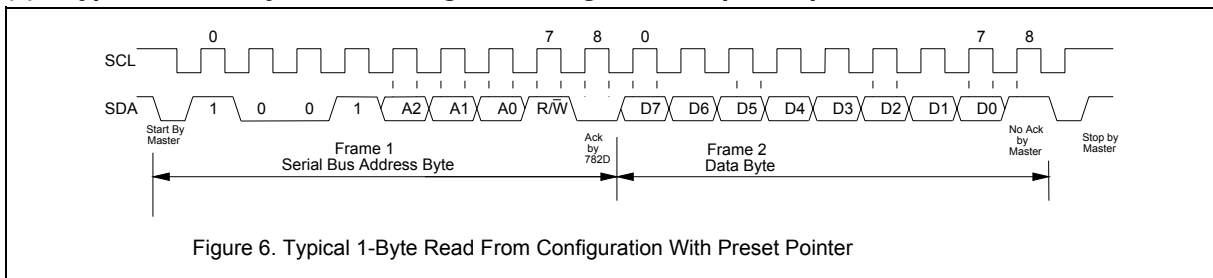 0 7 8 0 7 8
SCL
SDA 1 0 0 1 A2 A1 A0 R/W̅ D7 D6 D5 D4 D3 D2 D1 D0
Start By
Master
Ack
by
782D
No Ack
by
Master
Stop by
Master
Frame 1
Serial Bus Address Byte
Frame 2
Data Byte
Figure 6. Typical 1-Byte Read From Configuration With Preset Pointer